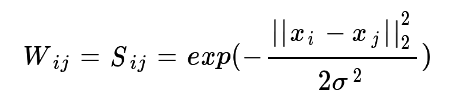 W_{ij} = S_{ij} = exp(-\frac{||x_i - x_j||_2^2}{2\sigma^2})